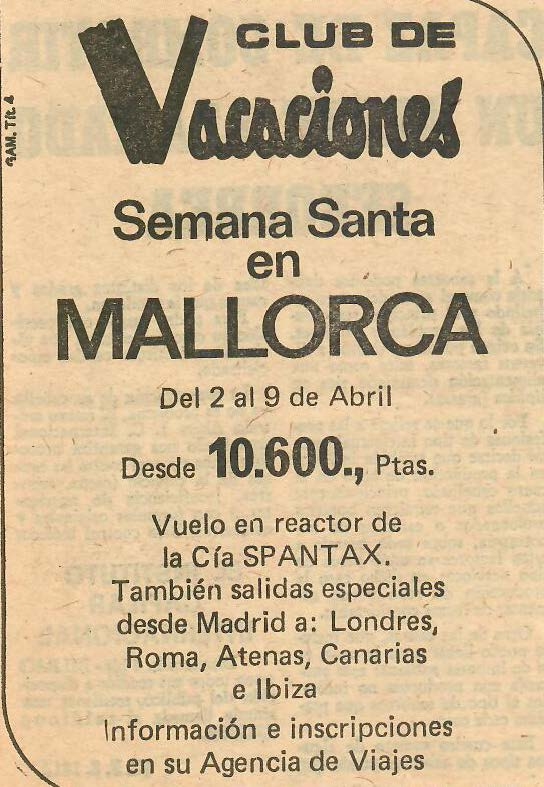 CLUB DE
Vacaciones
Semana Santa
en
MALLORCA
Del 2 al 9 de Abril
Desde 10.600., Ptas.
Vuelo en reactor de
la Cía SPANTAX.
También salidas especiales
desde Madrid a: Londres,
Roma, Atenas, Canarias
e Ibiza
Información e inscripciones
en su Agencia de Viajes